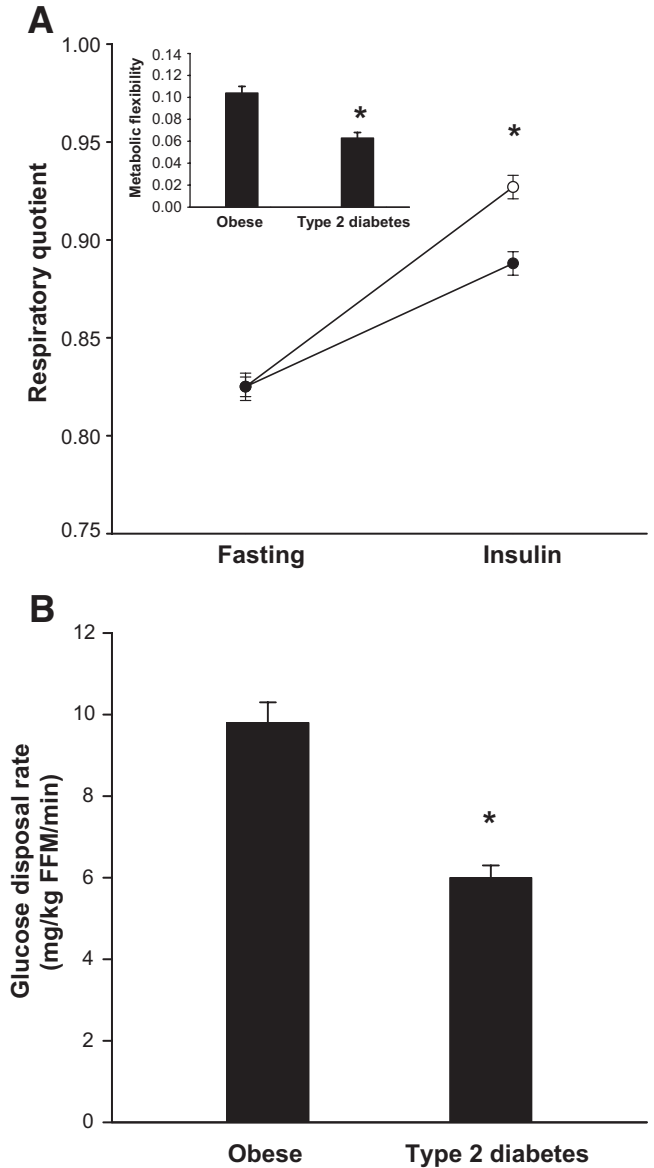 A
1.00
0.95
0.90
0.85
0.80
0.75
Respiratory quotient
0.14
0.12
0.10
0.08
0.06
0.04
0.02
0.00
Metabolic flexibility
*
Obese Type 2 diabetes
*
Fasting Insulin
B
12
10
8
6
4
2
0
Glucose disposal rate
(mg/kg FFM/min)
*
Obese Type 2 diabetes